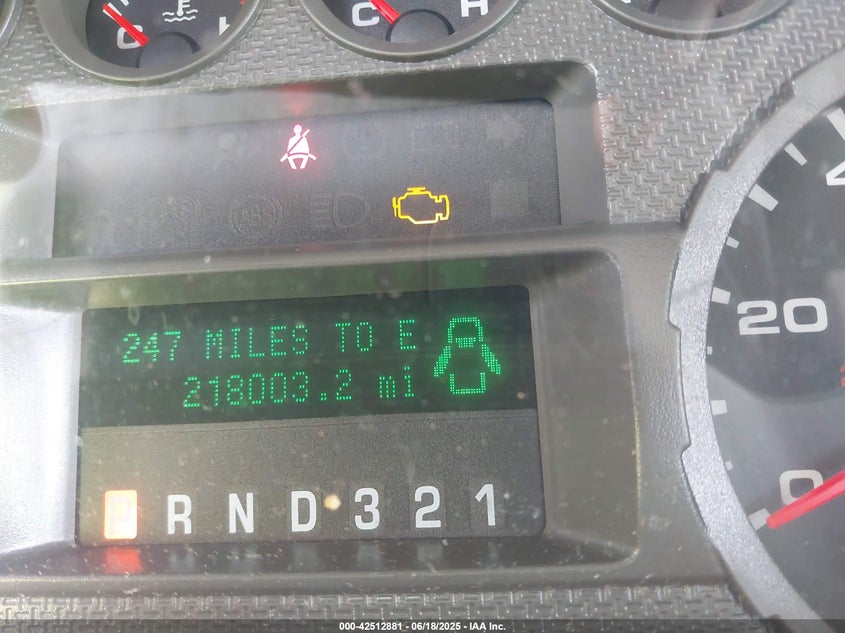 C H
C H
247 MILES TO E
218003.2 mi
20
0
P R N D 3 2 1
000-42512881 - 06/18/2025 - IAA Inc.